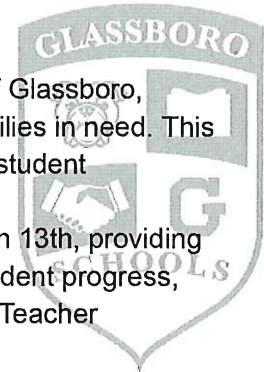 GLASSBORO
f Glassboro,
ilies in need. This
student
G
n 13th, providing
SCHOOLS
dent progress,
Teacher